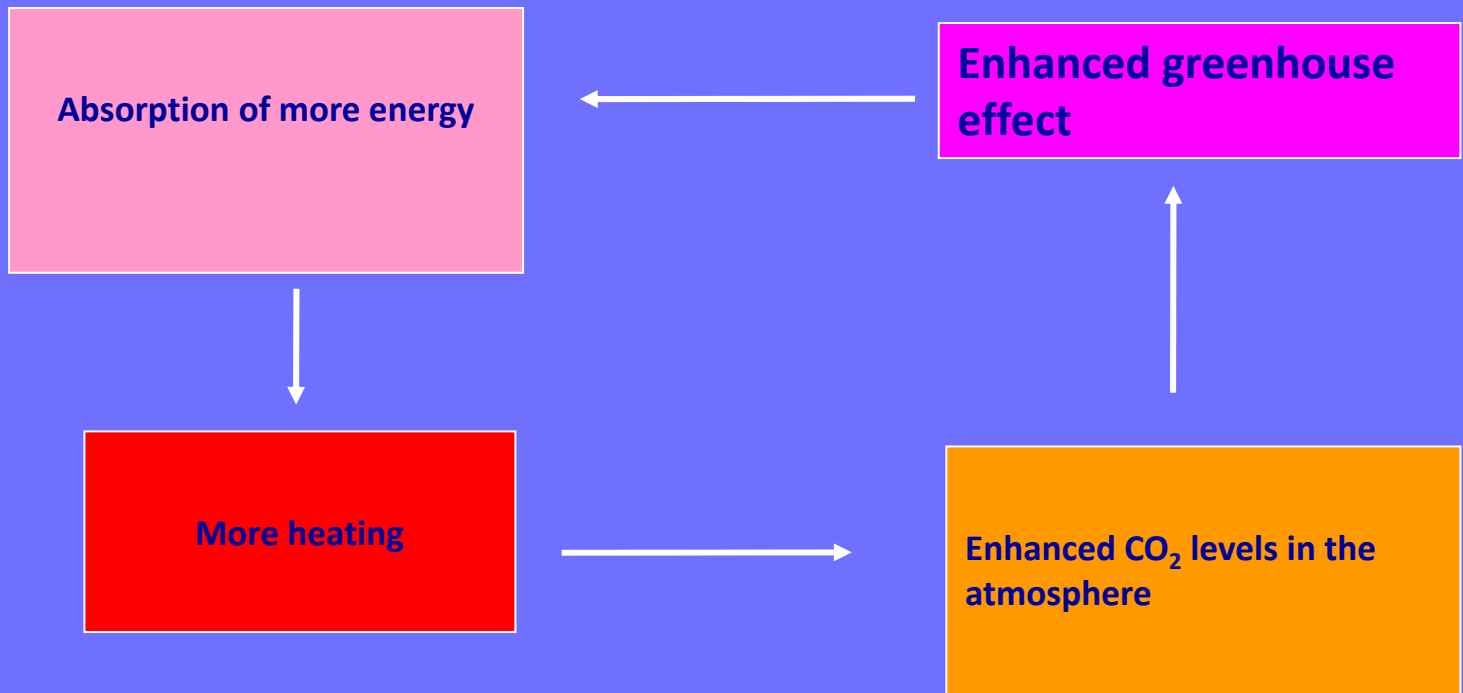 Absorption of more energy
Enhanced greenhouse
effect
More heating
Enhanced CO₂ levels in the
atmosphere